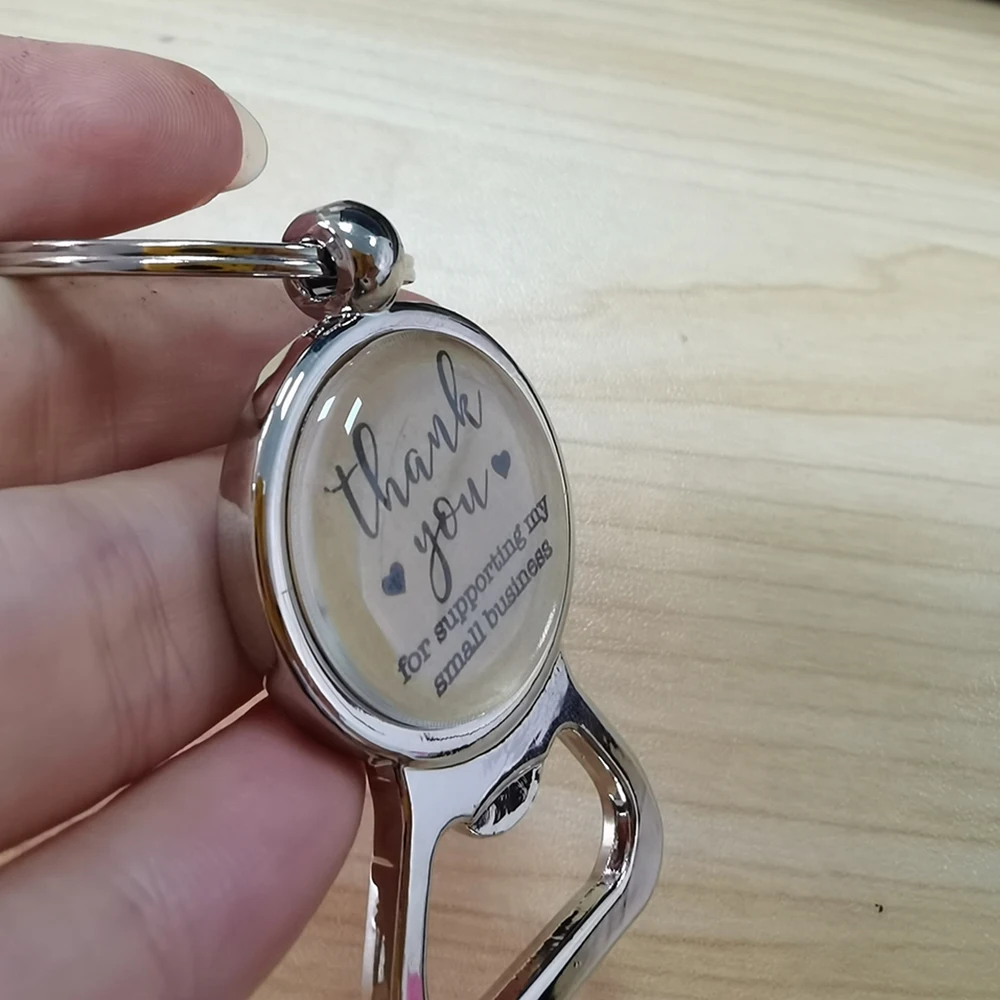 thank
you
for supporting my
small business